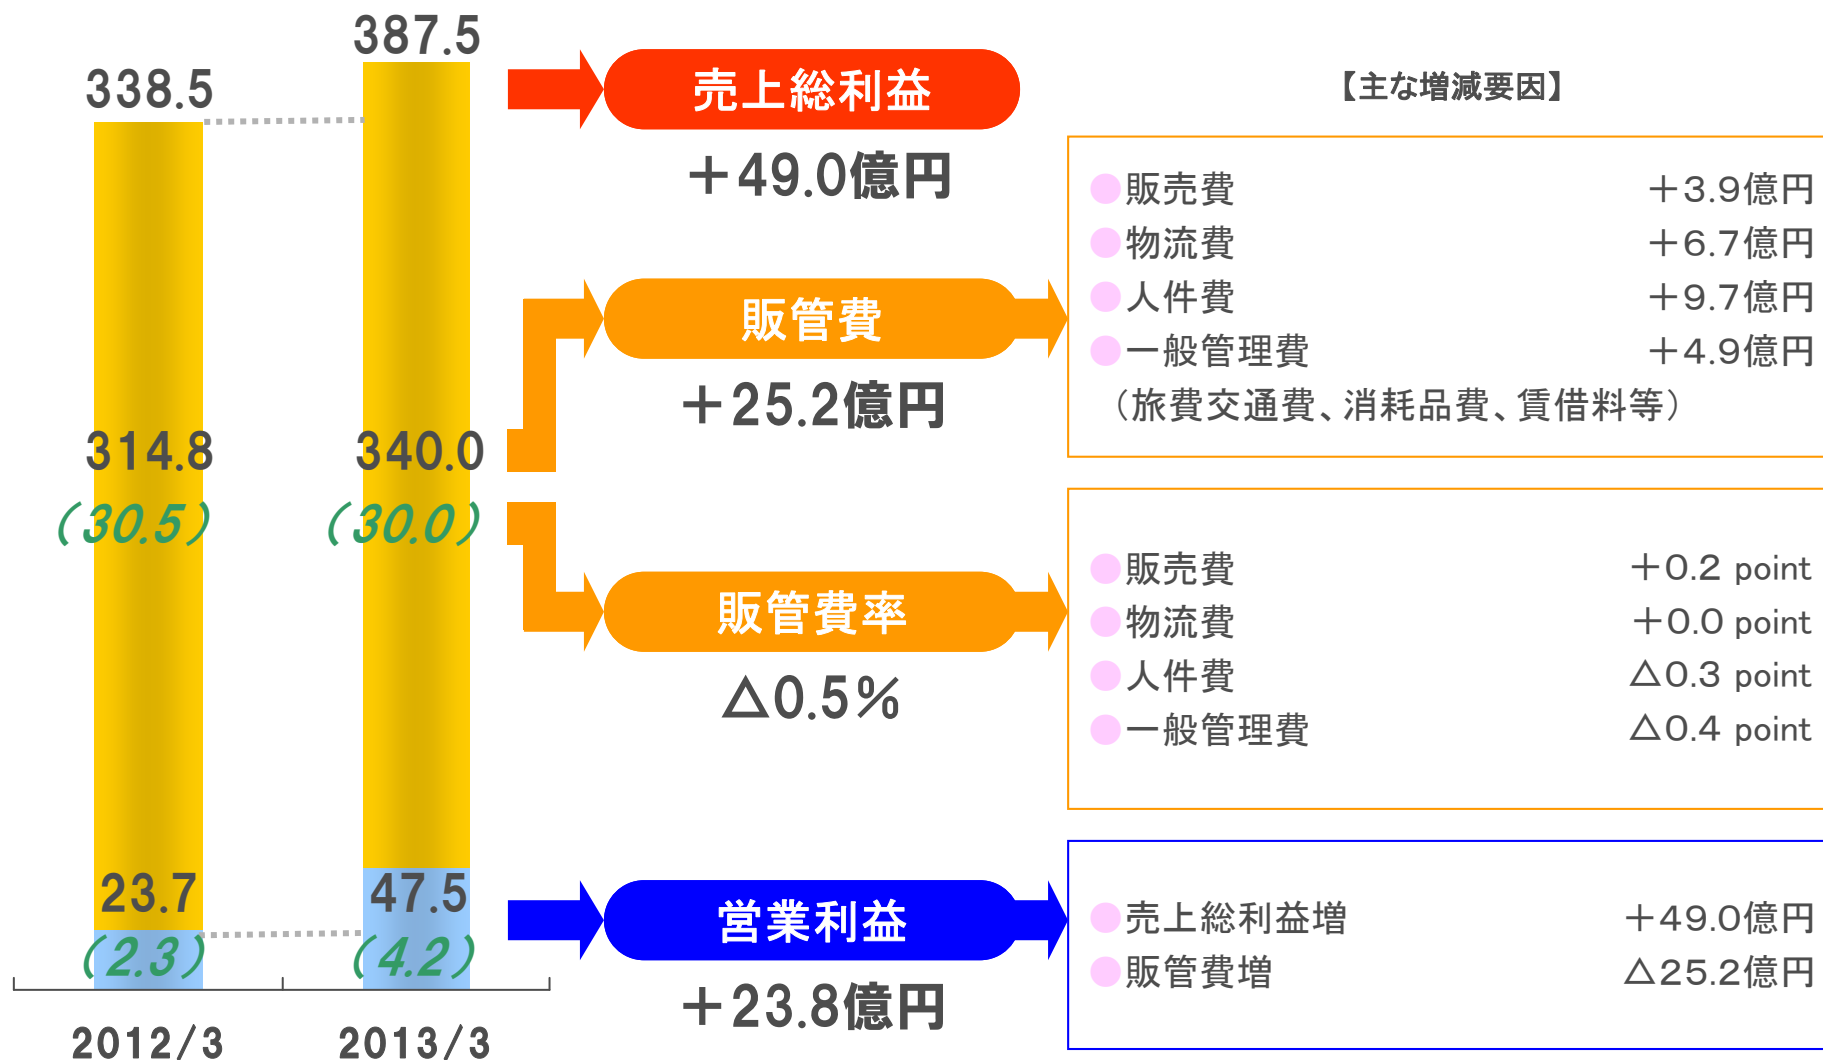 338.5
387.5
314.8
340.0
(30.5)
(30.0)
23.7
47.5
(2.3)
(4.2)
2012/3
2013/3
売上総利益
+49.0億円
販管費
+25.2億円
販管費率
△0.5%
営業利益
+23.8億円
【主な増減要因】
●販売費 +3.9億円
●物流費 +6.7億円
●人件費 +9.7億円
●一般管理費 +4.9億円
(旅費交通費、消耗品費、賃借料等)
●販売費 +0.2 point
●物流費 +0.0 point
●人件費 △0.3 point
●一般管理費 △0.4 point
●売上総利益増 +49.0億円
●販管費増 △25.2億円